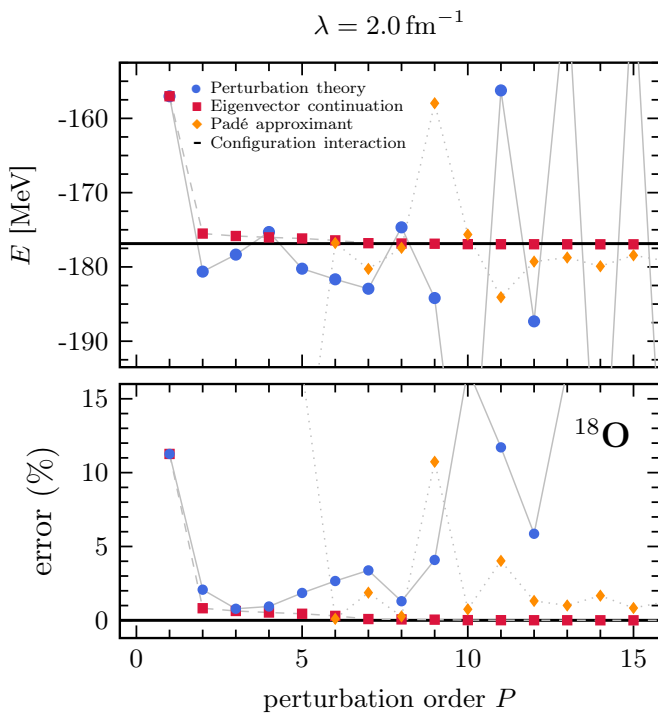 λ = 2.0 fm⁻¹
E [MeV]
-160
-170
-180
-190
Perturbation theory
Eigenvector continuation
Padé approximant
Configuration interaction
error (%)
15
10
5
0
¹⁸O
0 5 10 15
perturbation order P